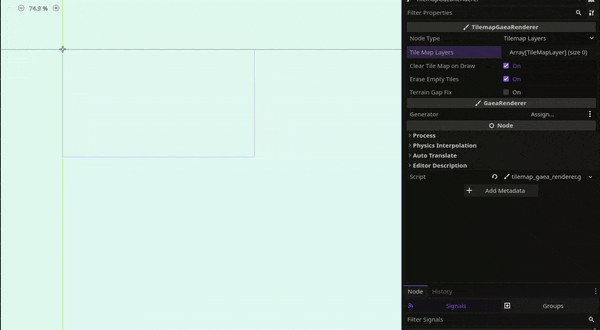 74.9 %
TilemapGaeaRenderer
Filter Properties
TilemapGaeaRenderer
Node Type Tilemap Layers
Tile Map Layers Array[TileMapLayer] (size 0)
Clear Tile Map on Draw On
Erase Empty Tiles On
Terrain Gap Fix On
GaeaRenderer
Generator Assign...
Node
Process
Physics Interpolation
Auto Translate
Editor Description
Script tilemap_gaea_renderer.g
Add Metadata
Node History
Signals Groups
Filter Signals